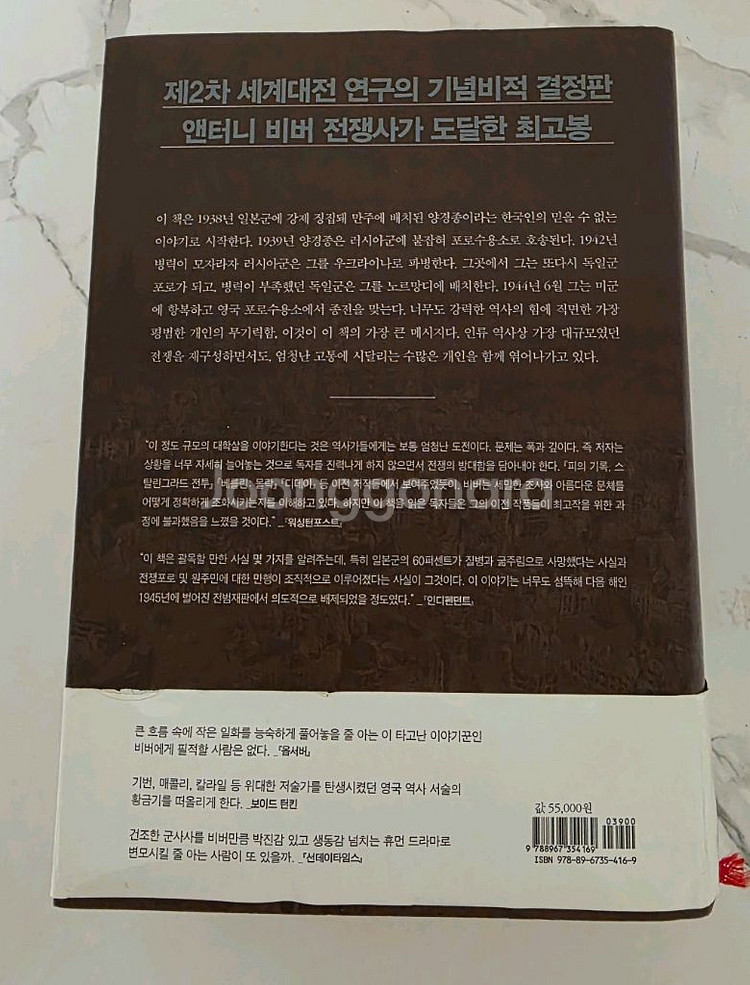 제2차 세계대전 연구의 기념비적 결정판
앤터니 비버 전쟁사가 도달한 최고봉
이 책은 1938년 일본군에 강제 징집돼 만주에 배치된 양경종이라는 한국인의 믿을 수 없는
이야기로 시작한다. 1939년 양경종은 러시아군에 붙잡혀 포로수용소로 호송된다. 1942년
병력이 모자라자 러시아군은 그를 우크라이나로 파병한다. 그곳에서 그는 또다시 독일군
포로가 되고, 병력이 부족했던 독일군은 그를 노르망디에 배치한다. 1944년 6월 그는 미군
에 항복하고 영국 포로수용소에서 종전을 맞는다. 너무도 강력한 역사의 힘에 직면한 가장
평범한 개인의 무기력함, 이것이 이 책의 가장 큰 메시지다. 인류 역사상 가장 대규모였던
전쟁을 재구성하면서도, 엄청난 고통에 시달리는 수많은 개인을 함께 엮어나가고 있다.
"이 정도 규모의 대학살을 이야기한다는 것은 역사가들에게는 보통 엄청난 도전이다. 문제는 폭과 깊이다. 즉 저자는
상황을 너무 자세히 늘어놓는 것으로 독자를 진력나게 하지 않으면서 전쟁의 방대함을 담아내야 한다. 『피의 기록, 스
탈린그라드 전투』 『베를린 몰락』 『디데이』 등 이전 저작들에서 보여주었듯이 비버는 세밀한 조사와 아름다운 문체를
어떻게 정확하게 조화시키는지를 이해하고 있다. 하지만 이 책을 읽은 독자들은 그의 이전 작품들이 최고작을 위한 과
정에 불과했음을 느꼈을 것이다." _『워싱턴포스트』
"이 책은 괄목할 만한 사실 몇 가지를 알려주는데, 특히 일본군의 60퍼센트가 질병과 굶주림으로 사망했다는 사실과
전쟁포로 및 원주민에 대한 만행이 조직적으로 이루어졌다는 사실이 그것이다. 이 이야기는 너무도 섬뜩해 다음 해인
1945년에 벌어진 전범재판에서 의도적으로 배제되었을 정도였다." _『인디펜던트』
Joonggonara
큰 흐름 속에 작은 일화를 능숙하게 풀어놓을 줄 아는 이 타고난 이야기꾼인
비버에게 필적할 사람은 없다. _『옵서버』
기번, 매콜리, 칼라일 등 위대한 저술가를 탄생시켰던 영국 역사 서술의
황금기를 떠올리게 한다. _보이드 턴킨
건조한 군사사를 비버만큼 박진감 있고 생동감 넘치는 휴먼 드라마로
변모시킬 줄 아는 사람이 또 있을까. _『선데이타임스』
값 55,000원
03900
9 788967 354169
ISBN 978-89-6735-416-9